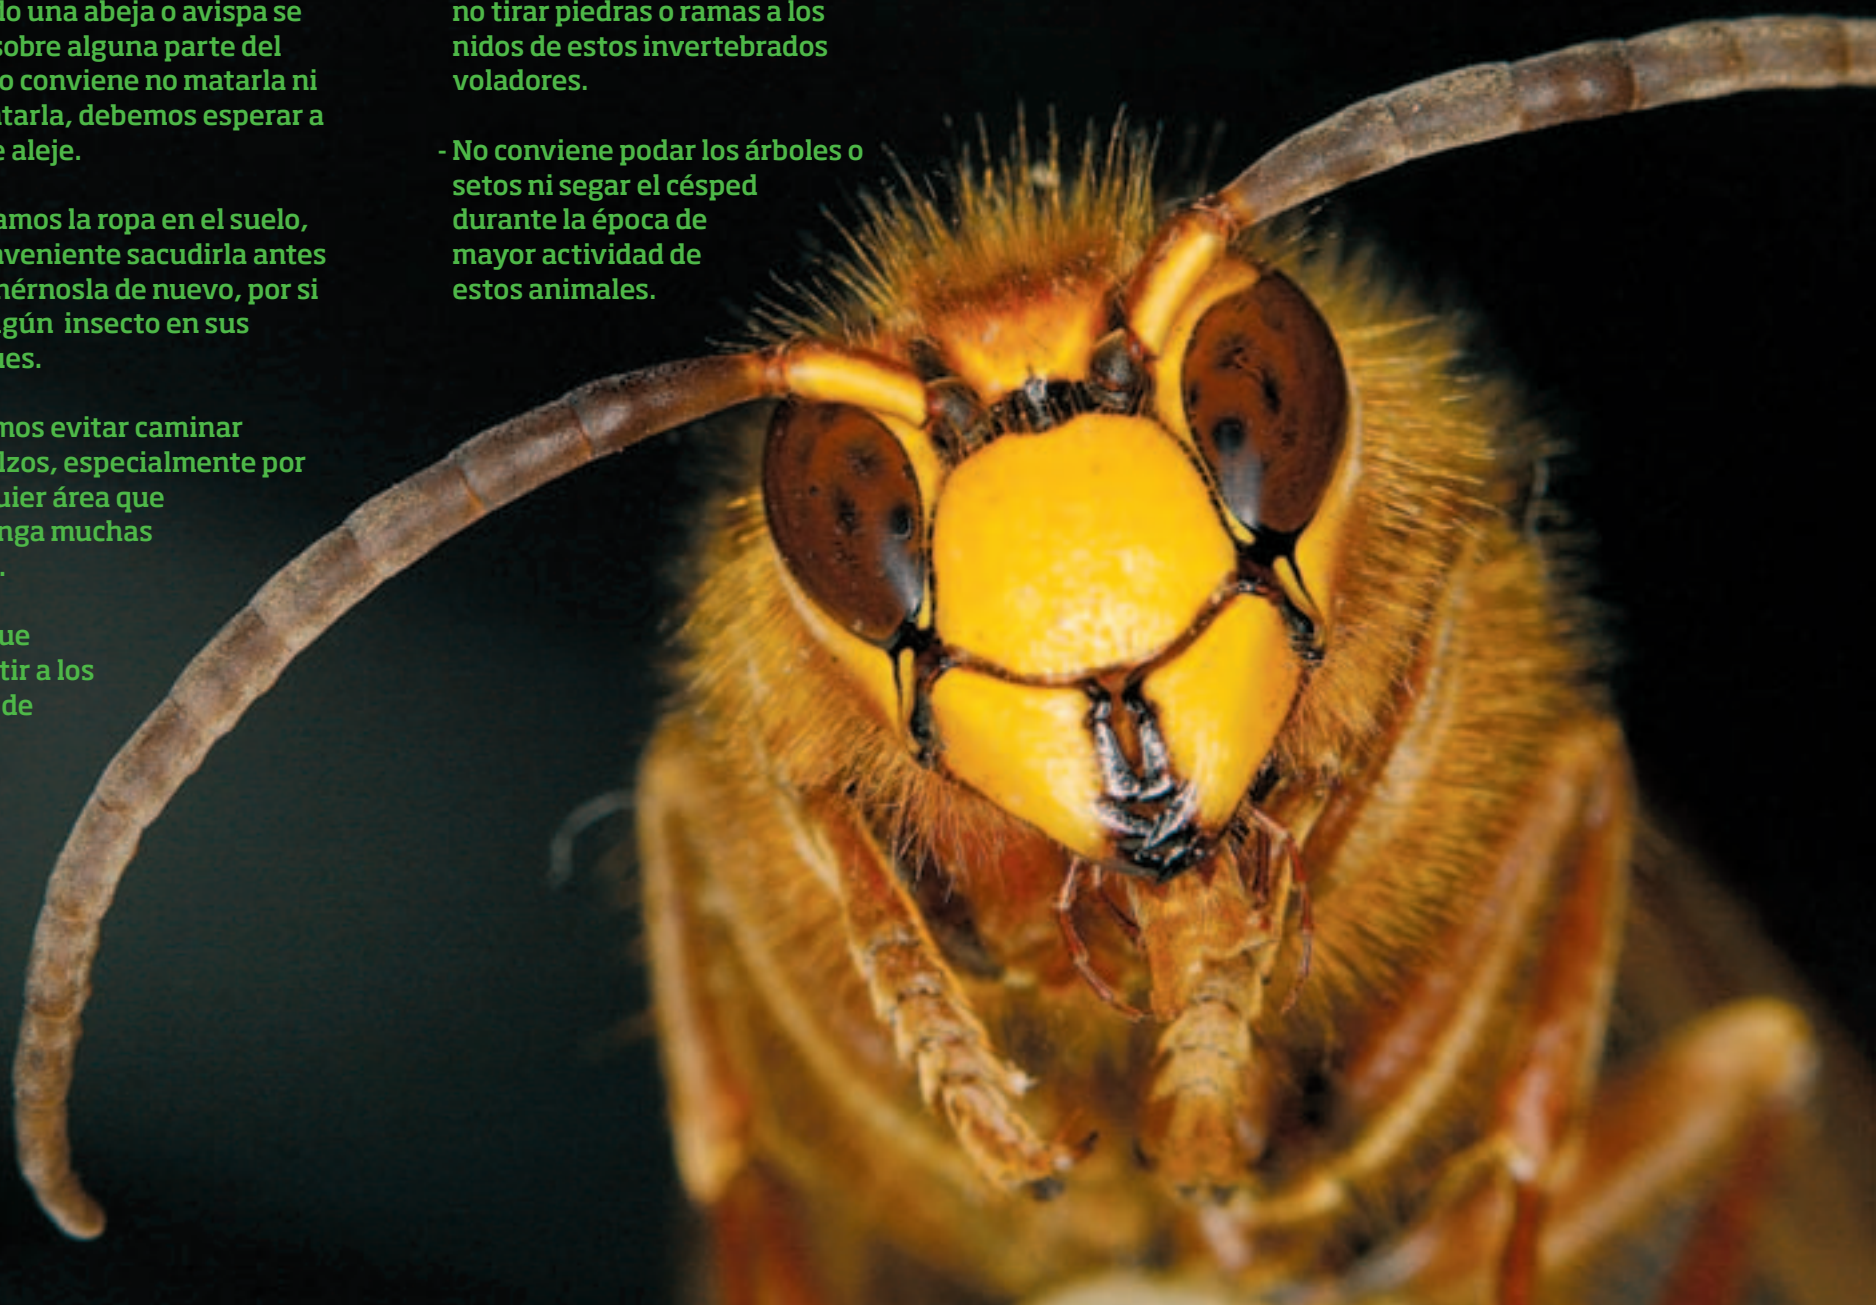 do una abeja o avispa se
sobre alguna parte del
o conviene no matarla ni
tarla, debemos esperar a
e aleje.
amos la ropa en el suelo,
nveniente sacudirla antes
nérnosla de nuevo, por si
gún insecto en sus
ues.
mos evitar caminar
lzos, especialmente por
uier área que
nga muchas
.
ue
tir a los
de
no tirar piedras o ramas a los
nidos de estos invertebrados
voladores.
- No conviene podar los árboles o
setos ni segar el césped
durante la época de
mayor actividad de
estos animales.